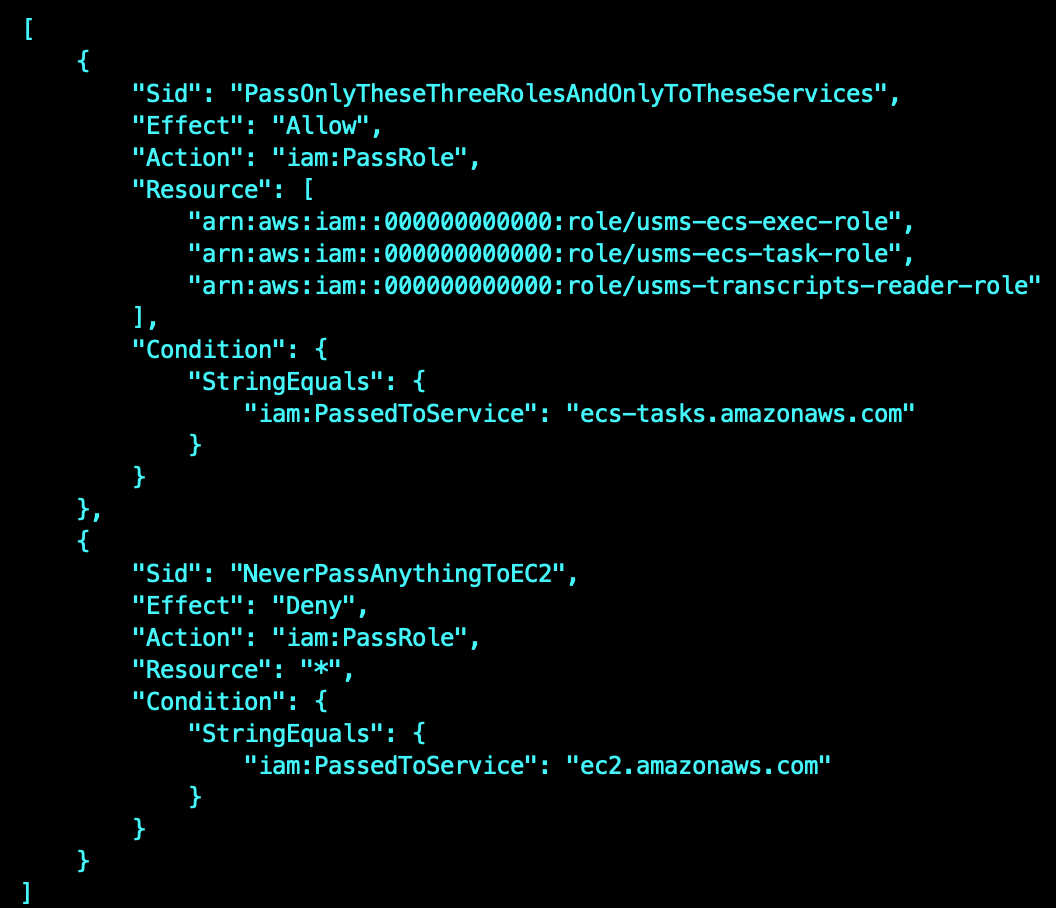 [
    {
        "Sid": "PassOnlyTheseThreeRolesAndOnlyToTheseServices",
        "Effect": "Allow",
        "Action": "iam:PassRole",
        "Resource": [
            "arn:aws:iam::000000000000:role/usms-ecs-exec-role",
            "arn:aws:iam::000000000000:role/usms-ecs-task-role",
            "arn:aws:iam::000000000000:role/usms-transcripts-reader-role"
        ],
        "Condition": {
            "StringEquals": {
                "iam:PassedToService": "ecs-tasks.amazonaws.com"
            }
        }
    },
    {
        "Sid": "NeverPassAnythingToEC2",
        "Effect": "Deny",
        "Action": "iam:PassRole",
        "Resource": "*",
        "Condition": {
            "StringEquals": {
                "iam:PassedToService": "ec2.amazonaws.com"
            }
        }
    }
]